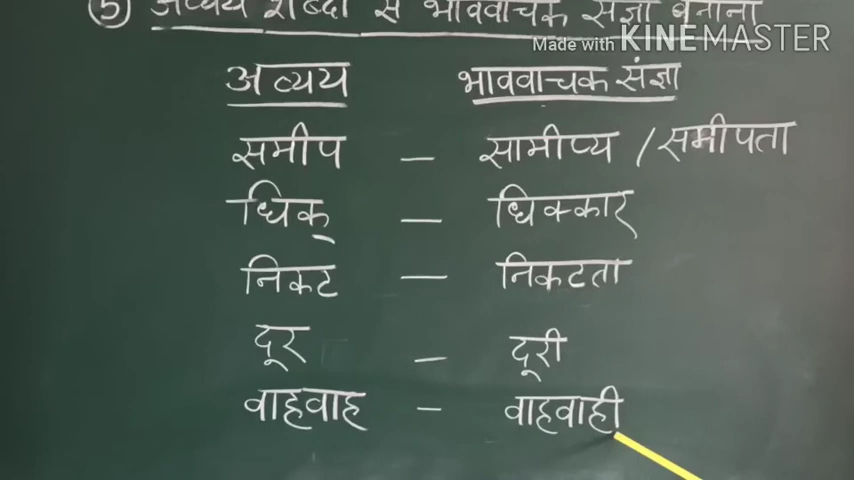 ⑤ अव्यय शब्दों से भाववाचक संज्ञा बनाना
Made with KINEMASTER
अव्यय भाववाचक संज्ञा
समीप – सामीप्य / समीपता
धिक् – धिक्कार
निकट – निकटता
दूर – दूरी
वाहवाह – वाहवाही